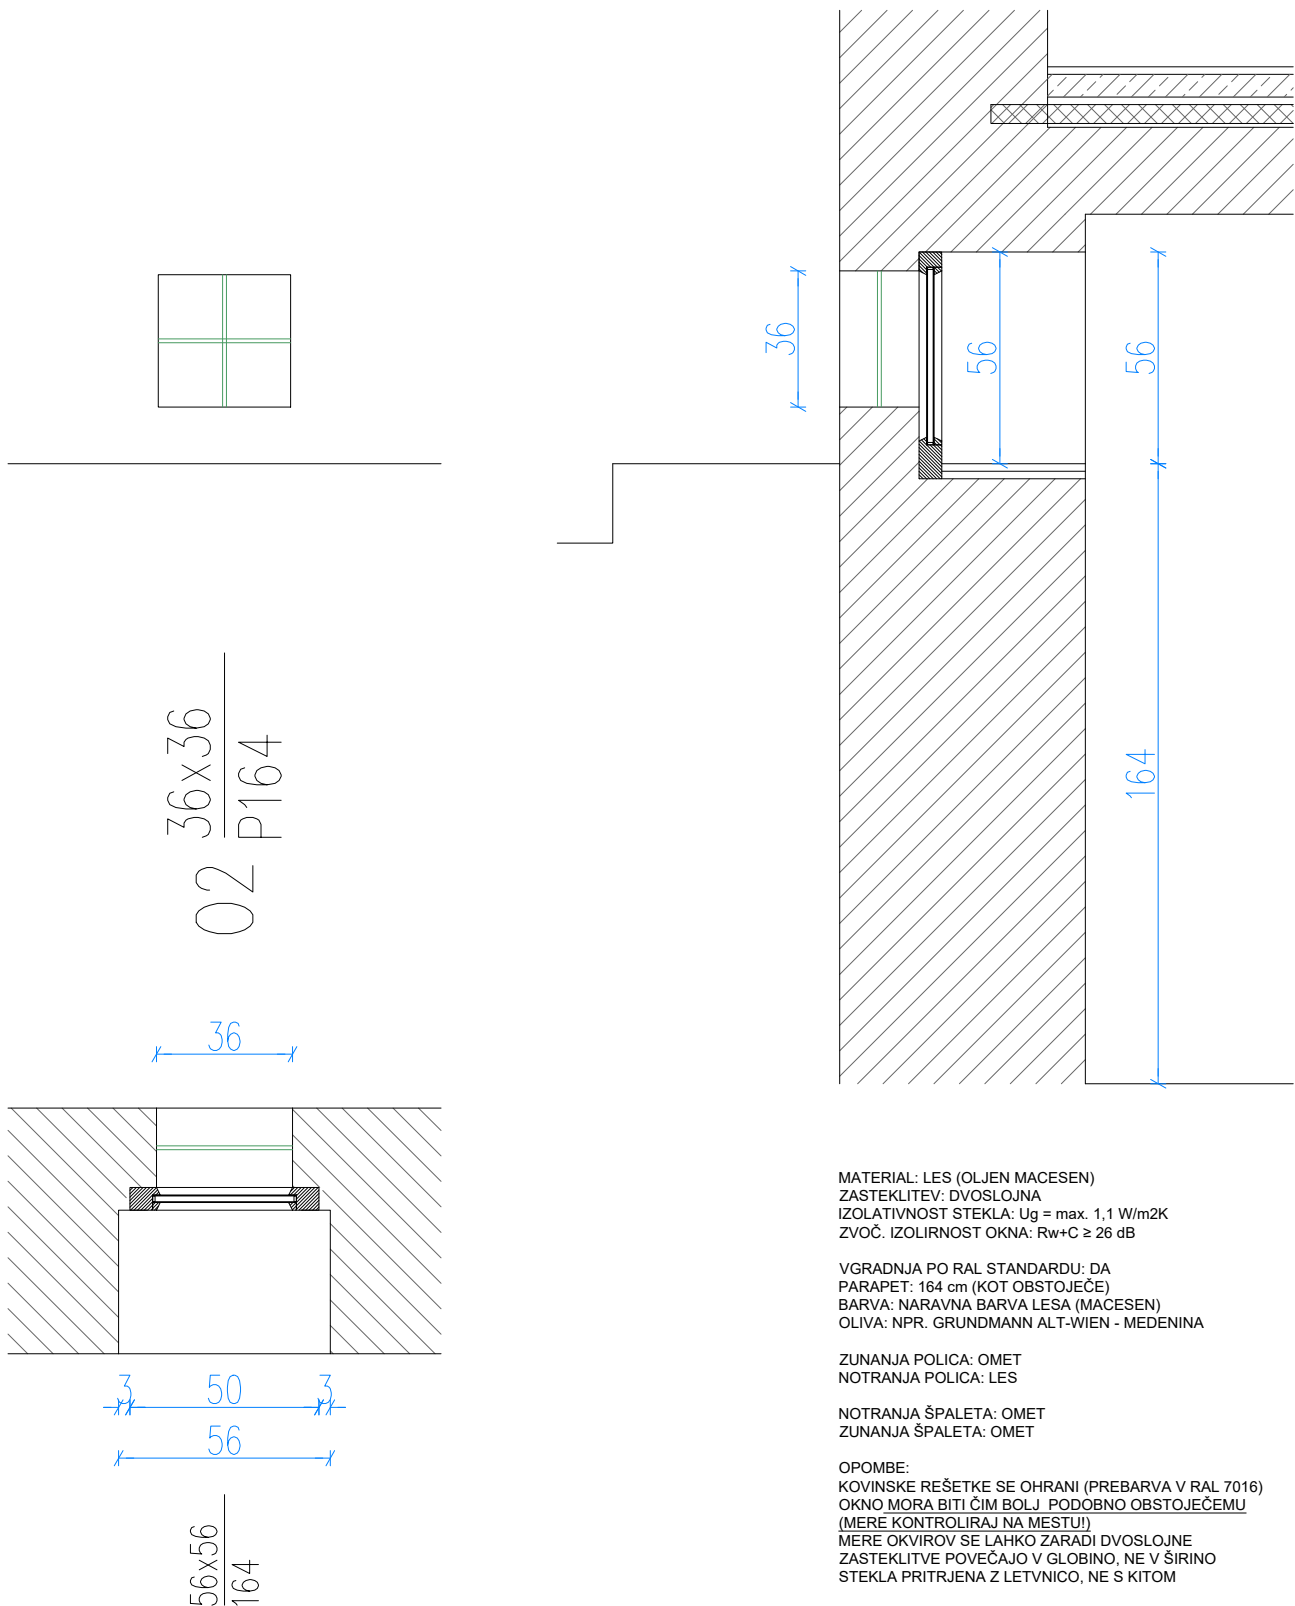 36
56
56
164
O2
36x36
P164
36
3
50
3
56
56x56
164
MATERIAL: LES (OLJEN MACESEN)
ZASTEKLITEV: DVOSLOJNA
IZOLATIVNOST STEKLA: Ug = max. 1,1 W/m2K
ZVOČ. IZOLIRNOST OKNA: Rw+C ≥ 26 dB
VGRADNJA PO RAL STANDARDU: DA
PARAPET: 164 cm (KOT OBSTOJEČE)
BARVA: NARAVNA BARVA LESA (MACESEN)
OLIVA: NPR. GRUNDMANN ALT-WIEN - MEDENINA
ZUNANJA POLICA: OMET
NOTRANJA POLICA: LES
NOTRANJA ŠPALETA: OMET
ZUNANJA ŠPALETA: OMET
OPOMBE:
KOVINSKE REŠETKE SE OHRANI (PREBARVA V RAL 7016)
OKNO MORA BITI ČIM BOLJ PODOBNO OBSTOJEČEMU
(MERE KONTROLIRAJ NA MESTU!)
MERE OKVIROV SE LAHKO ZARADI DVOSLOJNE
ZASTEKLITVE POVEČAJO V GLOBINO, NE V ŠIRINO
STEKLA PRITRJENA Z LETVNICO, NE S KITOM